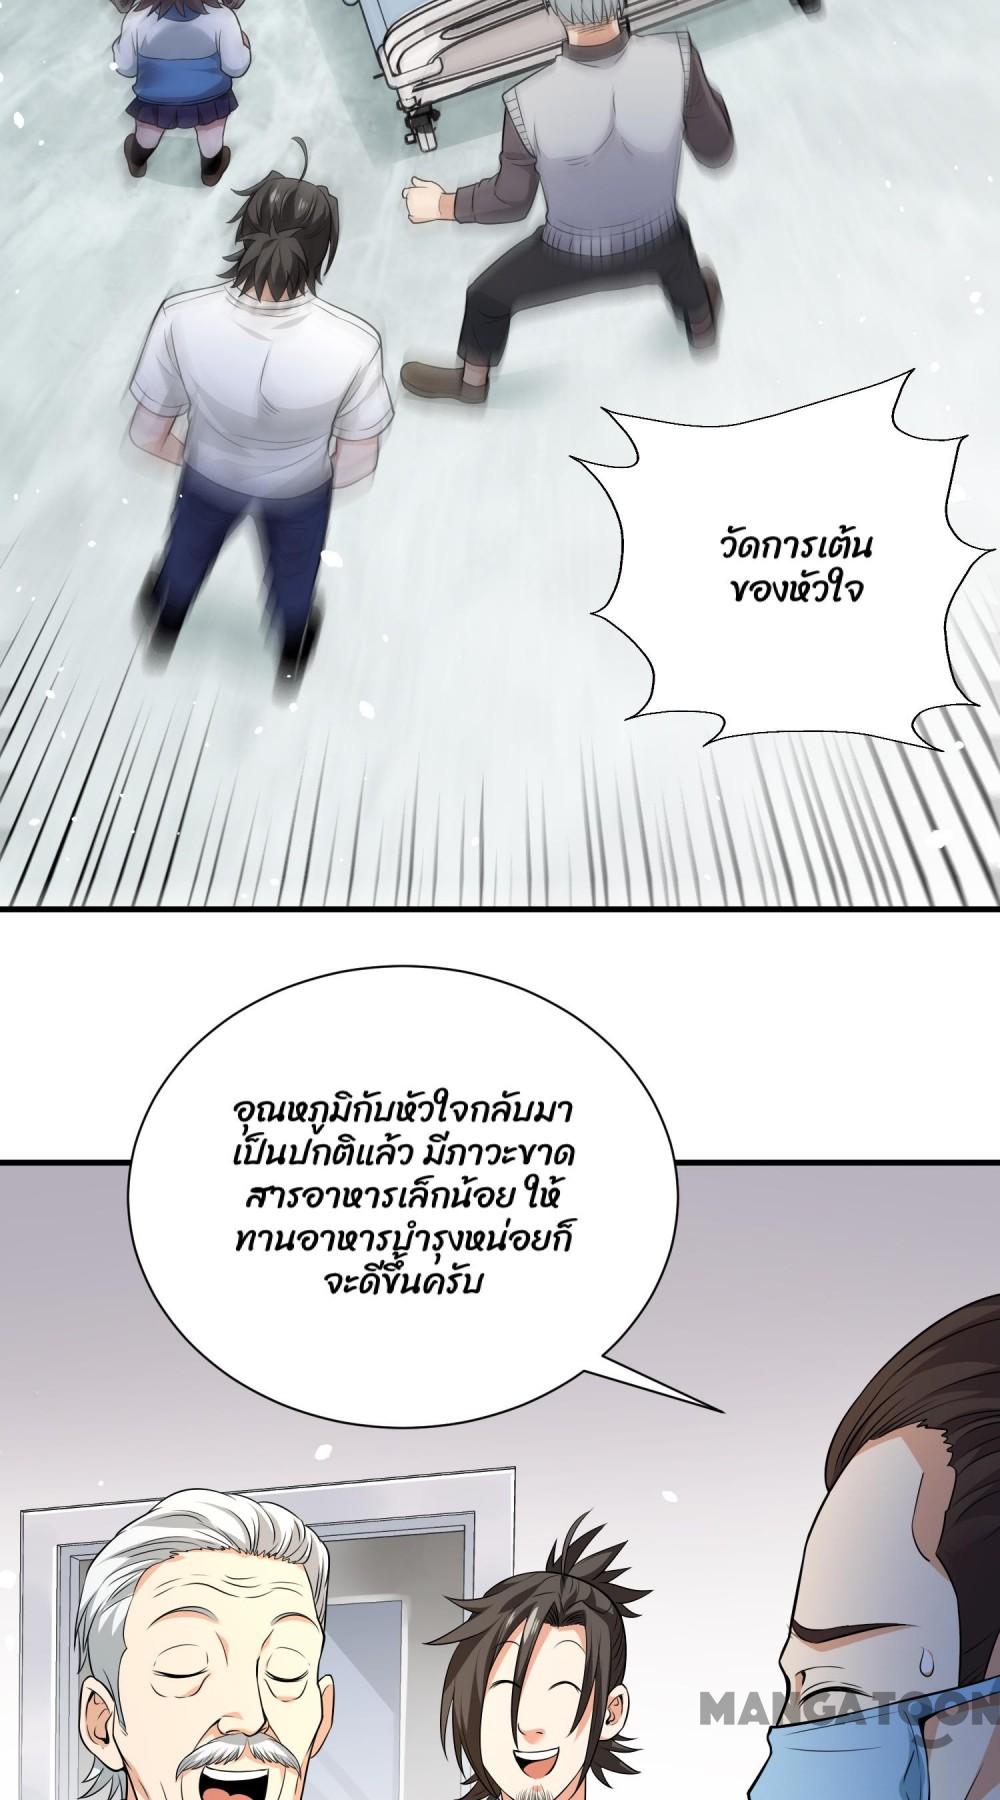 วัดการเต้น
ของหัวใจ
อุณหภูมิกับหัวใจกลับมา
เป็นปกติแล้ว มีภาวะขาด
สารอาหารเล็กน้อย ให้
ทานอาหารบำรุงหน่อยก็
จะดีขึ้นครับ
MANGATOON